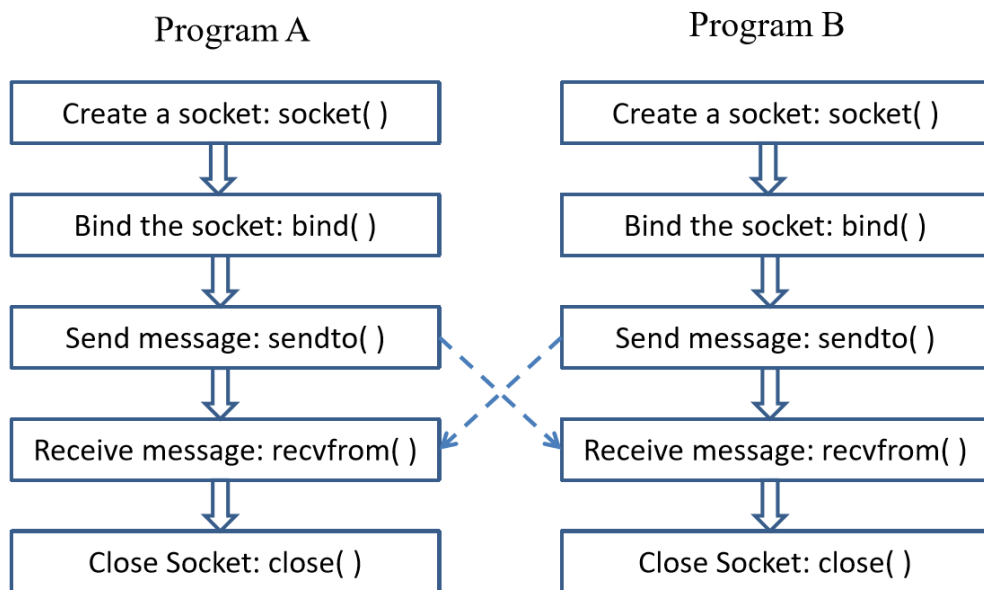 Program A
Create a socket: socket( )
Bind the socket: bind( )
Send message: sendto( )
Receive message: recvfrom( )
Close Socket: close( )
Program B
Create a socket: socket( )
Bind the socket: bind( )
Send message: sendto( )
Receive message: recvfrom( )
Close Socket: close( )